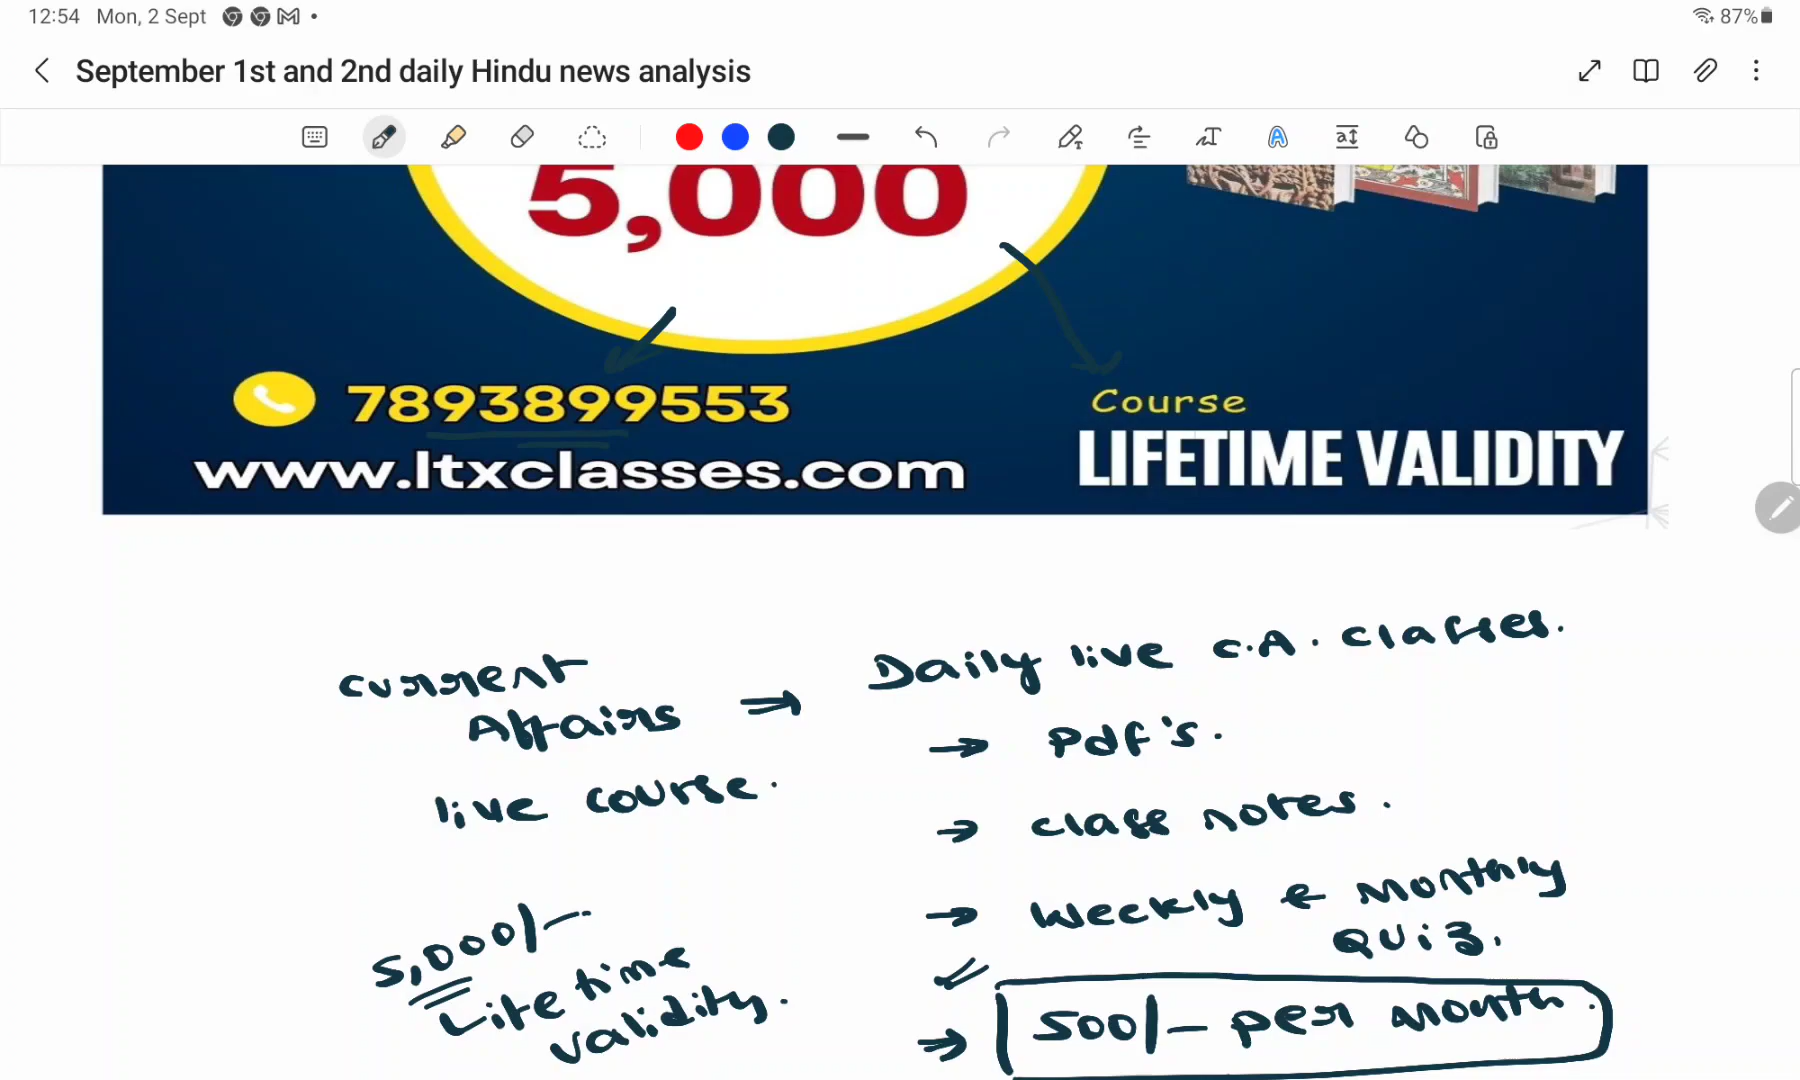 12:54 Mon, 2 Sept
87%
September 1st and 2nd daily Hindu news analysis
5,000
7893899553
www.ltxclasses.com
Course
LIFETIME VALIDITY
current
Affairs
live course.
Daily live C.A. classes.
Pdf's.
class notes.
weekly & Monthly
Quiz.
5,000/-
Life time
validity.
500/- per month.